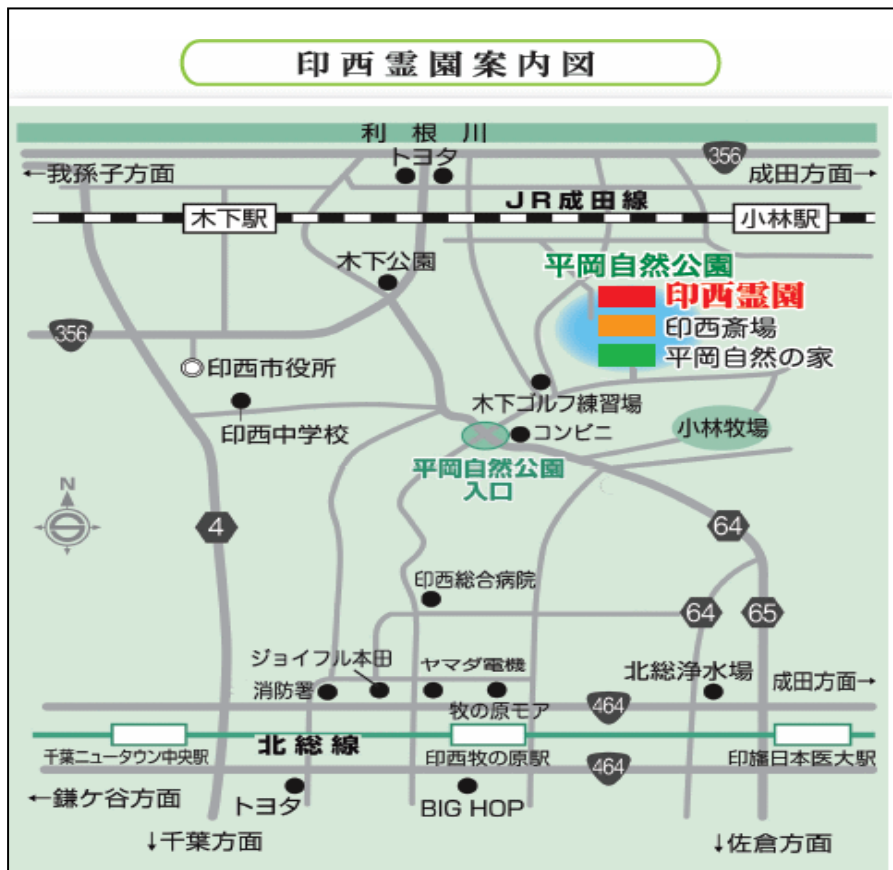 印西霊園案内図
利根川
トヨタ
356
←我孫子方面
成田方面→
JR成田線
木下駅
小林駅
木下公園
平岡自然公園
印西霊園
印西斎場
平岡自然の家
356
印西市役所
印西中学校
木下ゴルフ練習場
コンビニ
小林牧場
平岡自然公園
入口
N
4
64
印西総合病院
64
65
ジョイフル本田
ヤマダ電機
北総浄水場
成田方面→
消防署
牧の原モア
464
北総線
千葉ニュータウン中央駅
印西牧の原駅
印旛日本医大駅
464
←鎌ケ谷方面
トヨタ
BIG HOP
↓千葉方面
↓佐倉方面